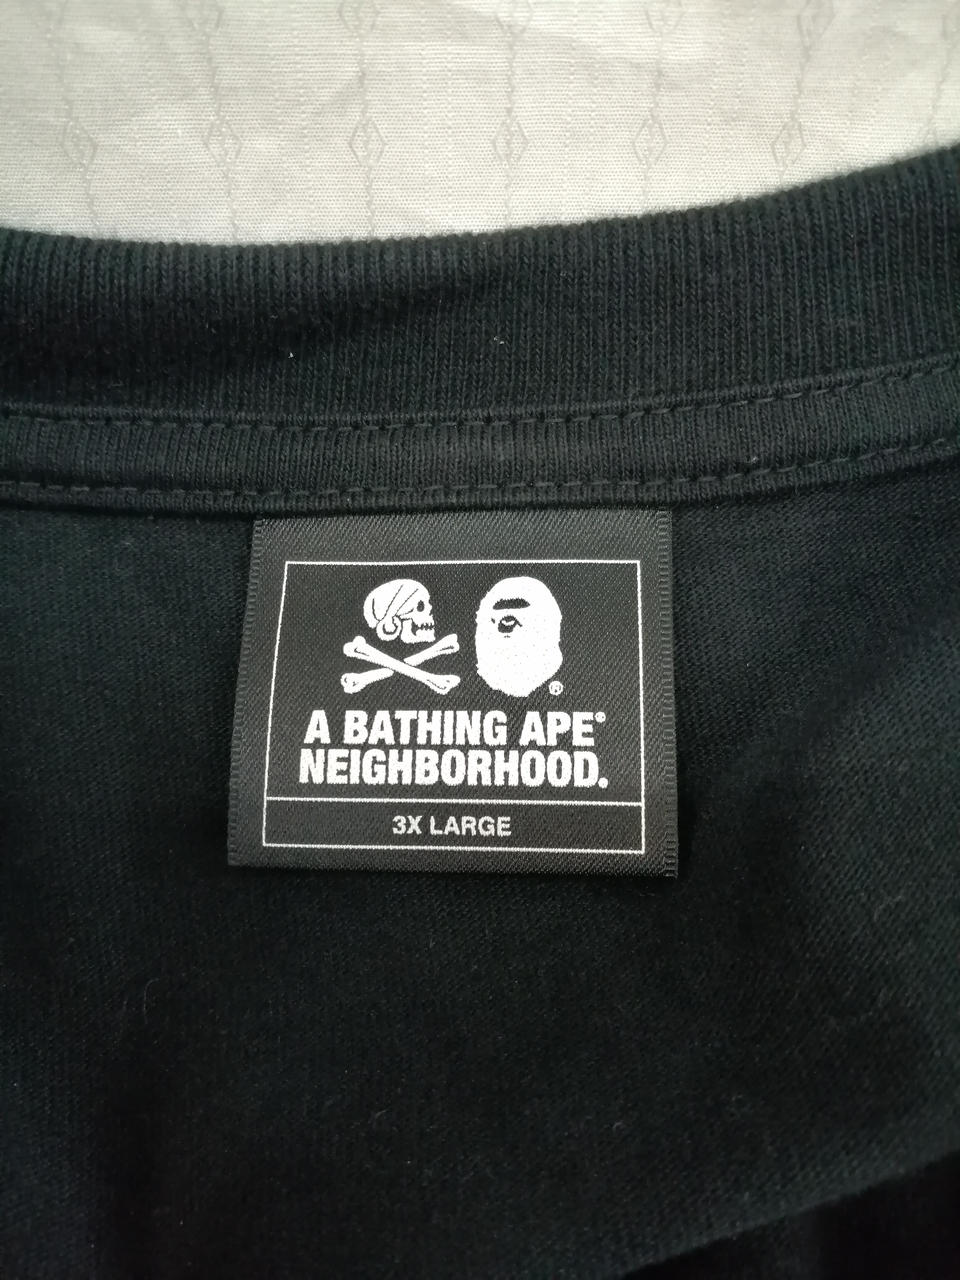 ®
A BATHING APE®
NEIGHBORHOOD.
3X LARGE